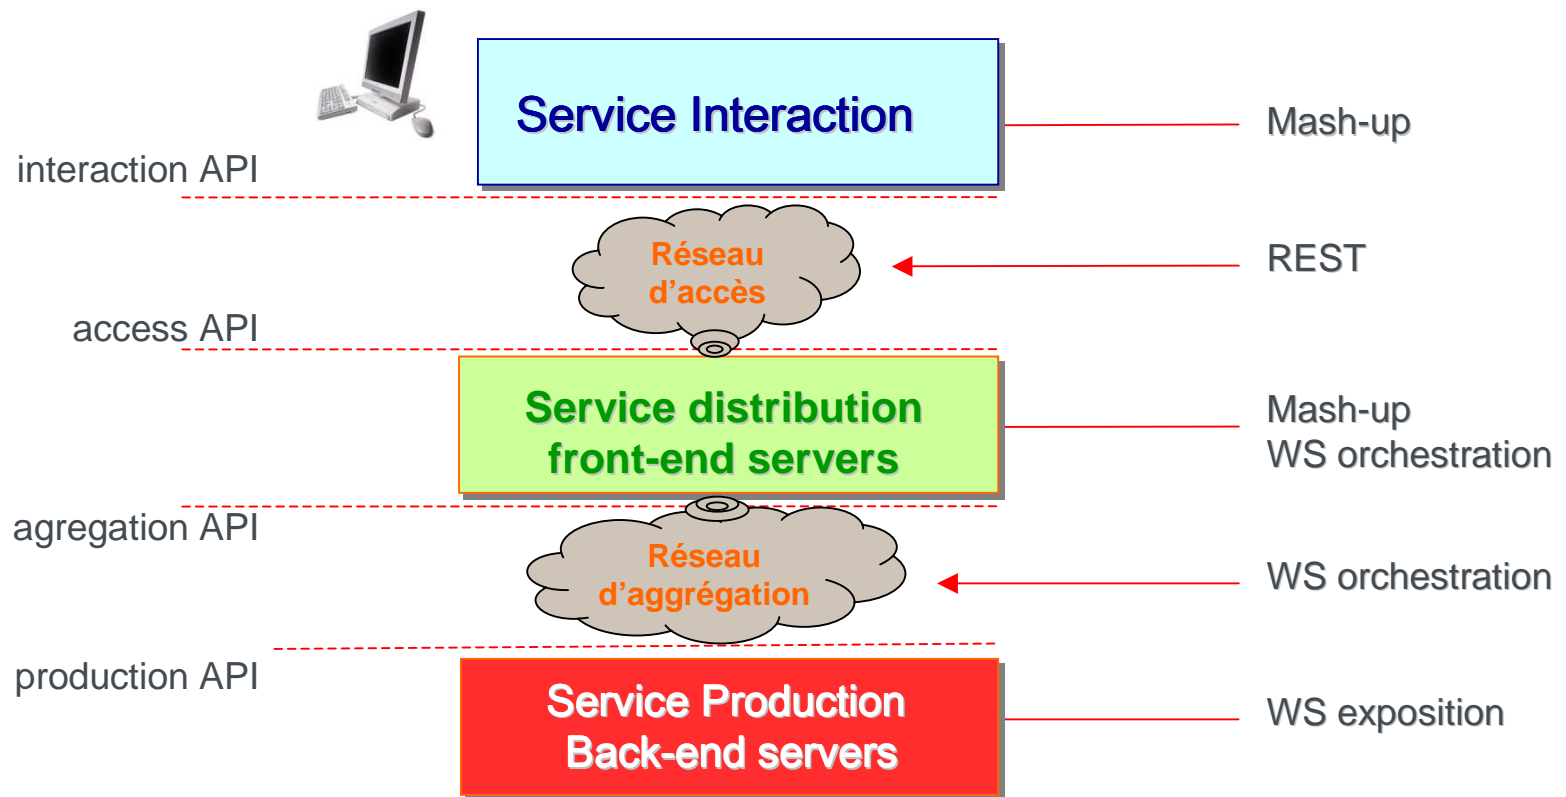 Service Interaction
Mash-up
interaction API
Réseau
d'accès
REST
access API
Service distribution
front-end servers
Mash-up
WS orchestration
agregation API
Réseau
d'aggrégation
WS orchestration
production API
Service Production
Back-end servers
WS exposition